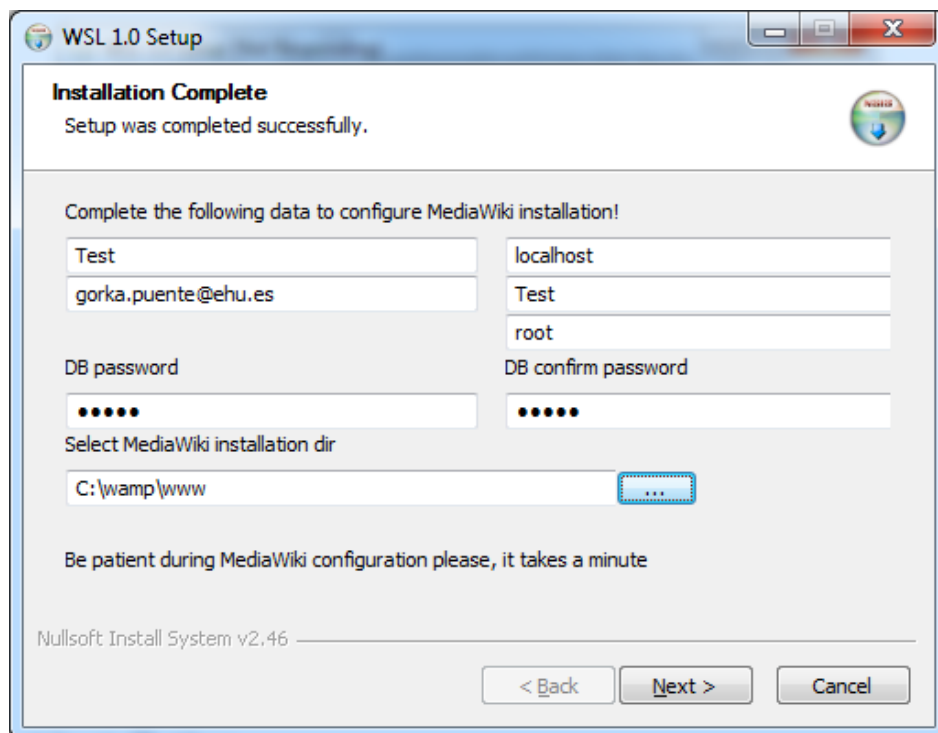 WSL 1.0 Setup
Installation Complete
Setup was completed successfully.
Complete the following data to configure MediaWiki installation!
Test localhost
gorka.puente@ehu.es Test
root
DB password DB confirm password
••••• •••••
Select MediaWiki installation dir
C:\wamp\www ...
Be patient during MediaWiki configuration please, it takes a minute
Nullsoft Install System v2.46
< Back Next > Cancel